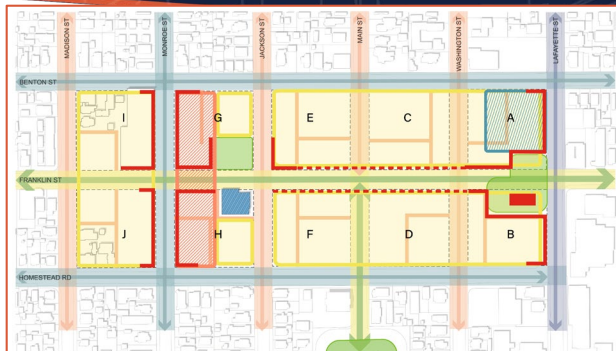 MADISON ST
MONROE ST
JACKSON ST
MAIN ST
WASHINGTON ST
LAFAYETTE ST
BENTON ST
I
G
E
C
A
FRANKLIN ST
J
H
F
D
B
HOMESTEAD RD